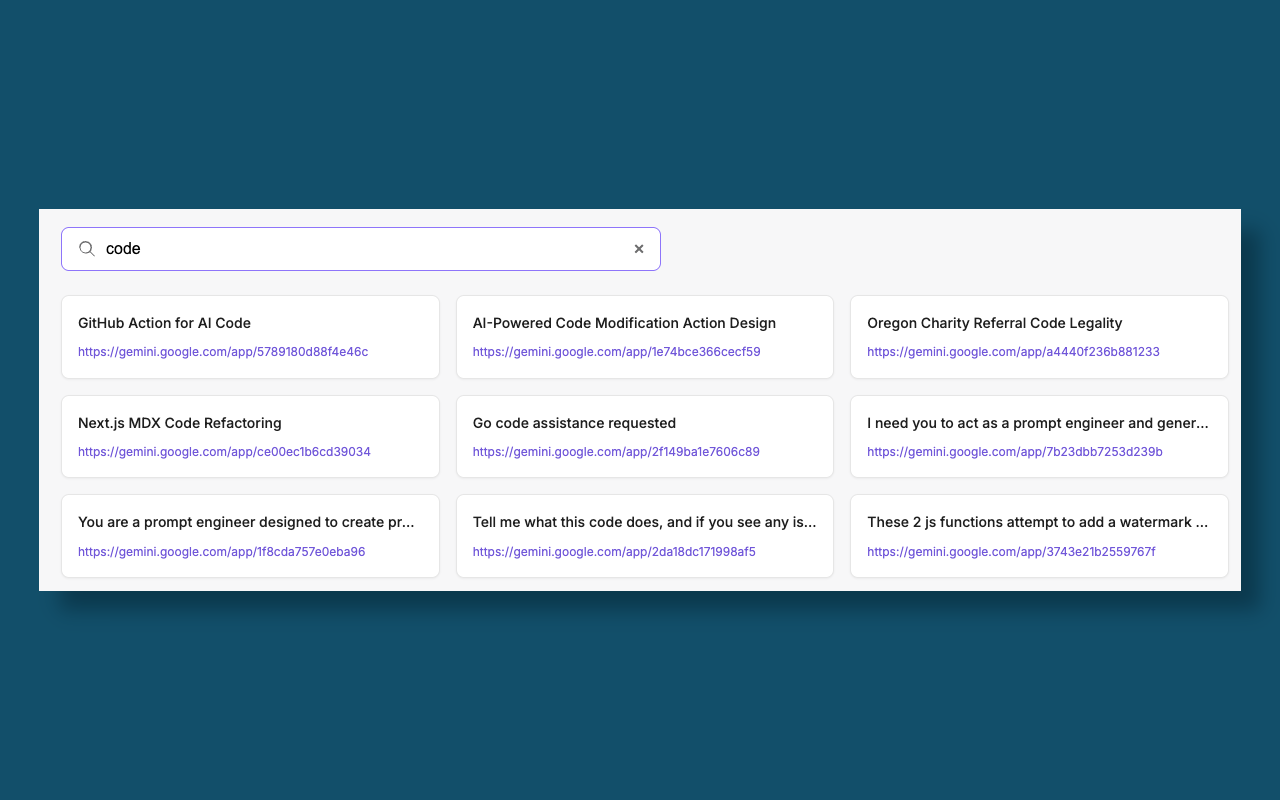 code
GitHub Action for AI Code
https://gemini.google.com/app/5789180d88f4e46c
AI-Powered Code Modification Action Design
https://gemini.google.com/app/1e74bce366cecf59
Oregon Charity Referral Code Legality
https://gemini.google.com/app/a4440f236b881233
Next.js MDX Code Refactoring
https://gemini.google.com/app/ce00ec1b6cd39034
Go code assistance requested
https://gemini.google.com/app/2f149ba1e7606c89
I need you to act as a prompt engineer and gener...
https://gemini.google.com/app/7b23dbb7253d239b
You are a prompt engineer designed to create pr...
https://gemini.google.com/app/1f8cda757e0eba96
Tell me what this code does, and if you see any is...
https://gemini.google.com/app/2da18dc171998af5
These 2 js functions attempt to add a watermark ...
https://gemini.google.com/app/3743e21b2559767f